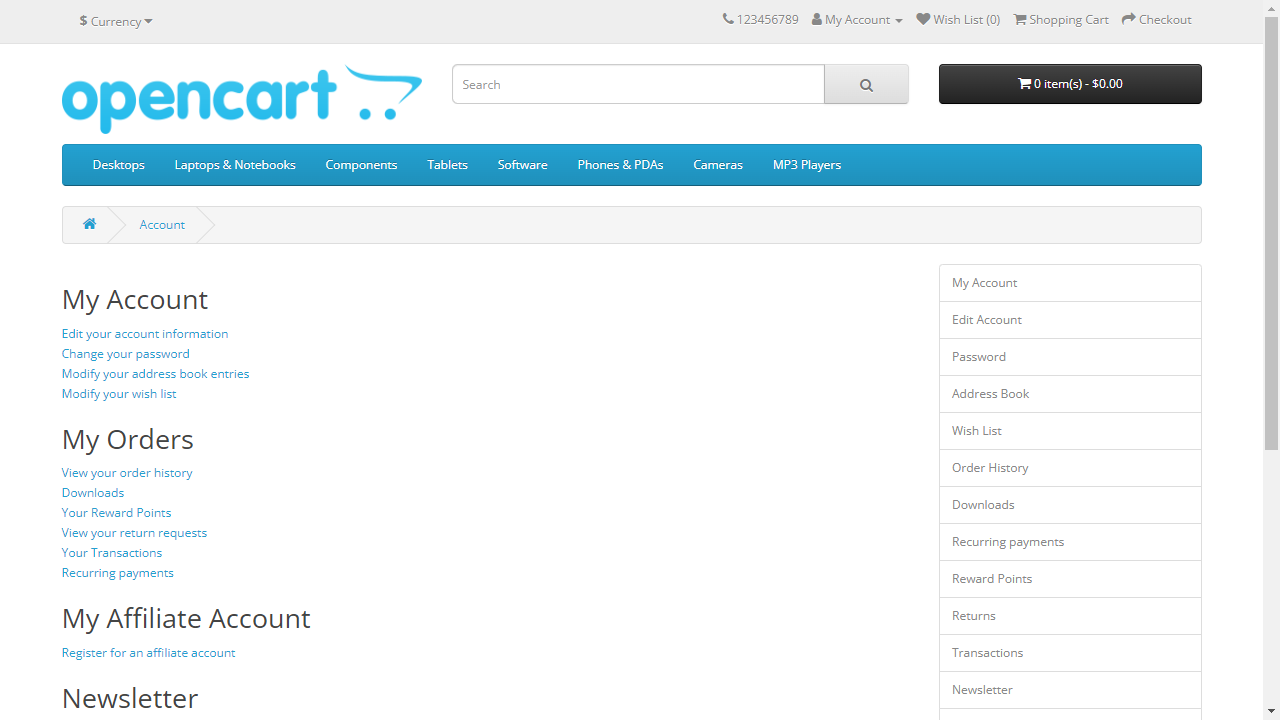 $ Currency
123456789 My Account Wish List (0) Shopping Cart Checkout
opencart
Search
0 item(s) - $0.00
Desktops Laptops & Notebooks Components Tablets Software Phones & PDAs Cameras MP3 Players
Account
My Account
Edit your account information
Change your password
Modify your address book entries
Modify your wish list
My Orders
View your order history
Downloads
Your Reward Points
View your return requests
Your Transactions
Recurring payments
My Affiliate Account
Register for an affiliate account
Newsletter
My Account
Edit Account
Password
Address Book
Wish List
Order History
Downloads
Recurring payments
Reward Points
Returns
Transactions
Newsletter